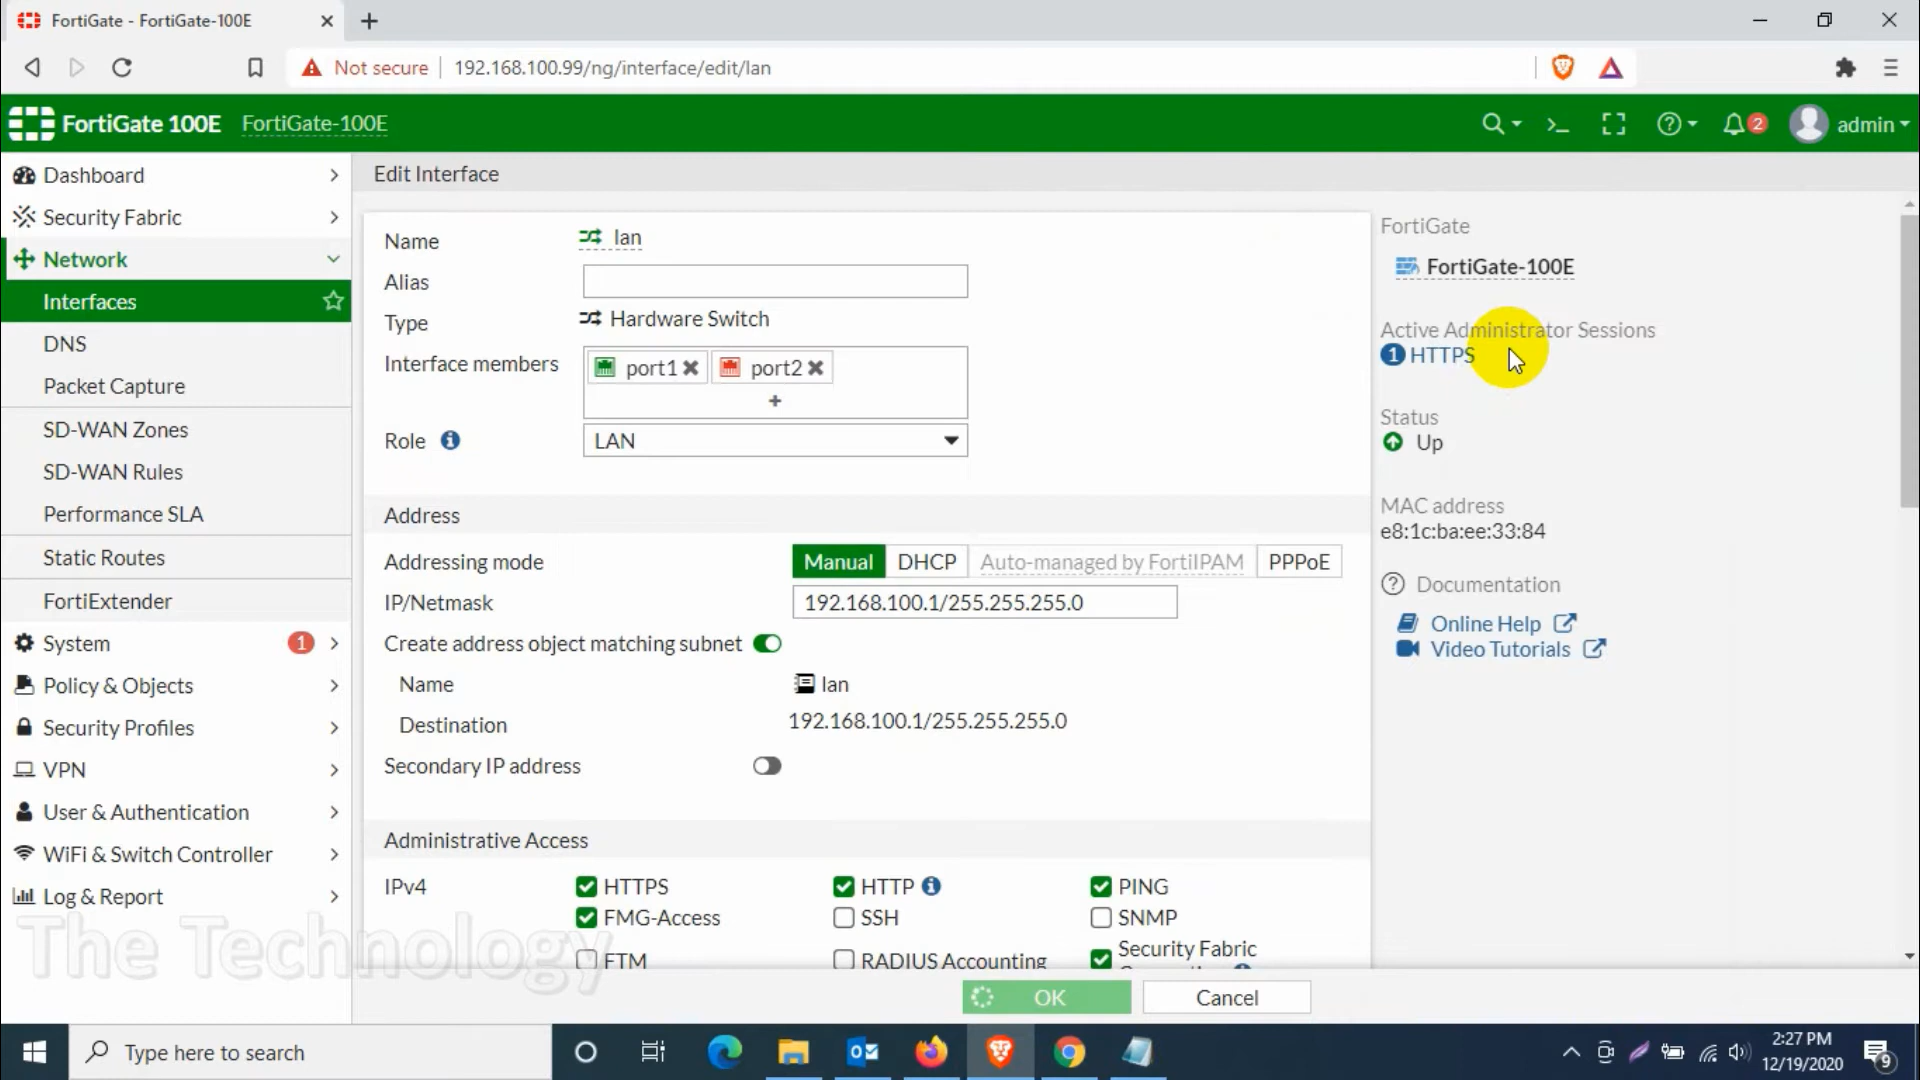 FortiGate - FortiGate-100E
Not secure
192.168.100.99/ng/interface/edit/lan
FortiGate 100E
FortiGate-100E
2
admin
Dashboard
Security Fabric
Network
Interfaces
DNS
Packet Capture
SD-WAN Zones
SD-WAN Rules
Performance SLA
Static Routes
FortiExtender
System 1
Policy & Objects
Security Profiles
VPN
User & Authentication
WiFi & Switch Controller
Log & Report
The Technology
Edit Interface
Name lan
Alias
Type Hardware Switch
Interface members port1 port2
+
Role LAN
Address
Addressing mode Manual DHCP Auto-managed by FortiIPAM PPPoE
IP/Netmask 192.168.100.1/255.255.255.0
Create address object matching subnet
Name lan
Destination 192.168.100.1/255.255.255.0
Secondary IP address
Administrative Access
IPv4 HTTPS HTTP PING
FMG-Access SSH SNMP
FTM RADIUS Accounting Security Fabric
OK Cancel
FortiGate
FortiGate-100E
Active Administrator Sessions
1 HTTPS
Status
Up
MAC address
e8:1c:ba:ee:33:84
Documentation
Online Help
Video Tutorials
Type here to search
2:27 PM
12/19/2020
9